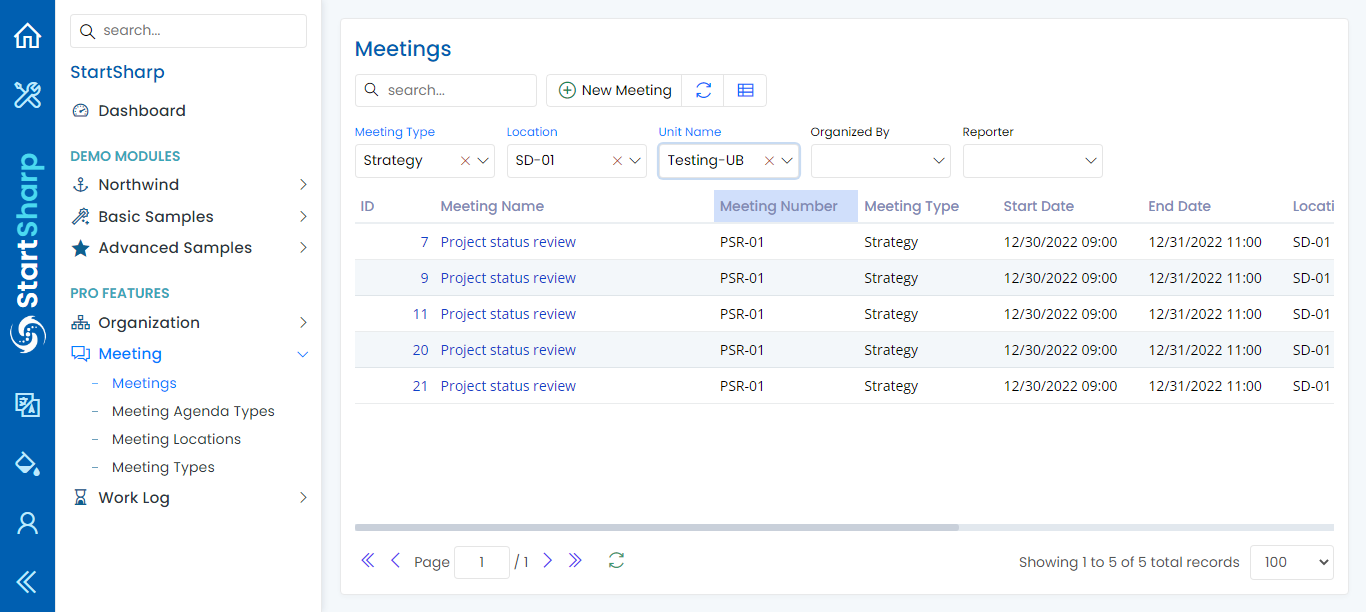 StartSharp
search...
StartSharp
Dashboard
DEMO MODULES
Northwind
Basic Samples
Advanced Samples
PRO FEATURES
Organization
Meeting
– Meetings
– Meeting Agenda Types
– Meeting Locations
– Meeting Types
Work Log
Meetings
search... New Meeting
Meeting Type Location Unit Name Organized By Reporter
Strategy SD-01 Testing-UB
ID Meeting Name Meeting Number Meeting Type Start Date End Date Locati
7 Project status review PSR-01 Strategy 12/30/2022 09:00 12/31/2022 11:00 SD-01
9 Project status review PSR-01 Strategy 12/30/2022 09:00 12/31/2022 11:00 SD-01
11 Project status review PSR-01 Strategy 12/30/2022 09:00 12/31/2022 11:00 SD-01
20 Project status review PSR-01 Strategy 12/30/2022 09:00 12/31/2022 11:00 SD-01
21 Project status review PSR-01 Strategy 12/30/2022 09:00 12/31/2022 11:00 SD-01
Page 1 / 1 Showing 1 to 5 of 5 total records 100